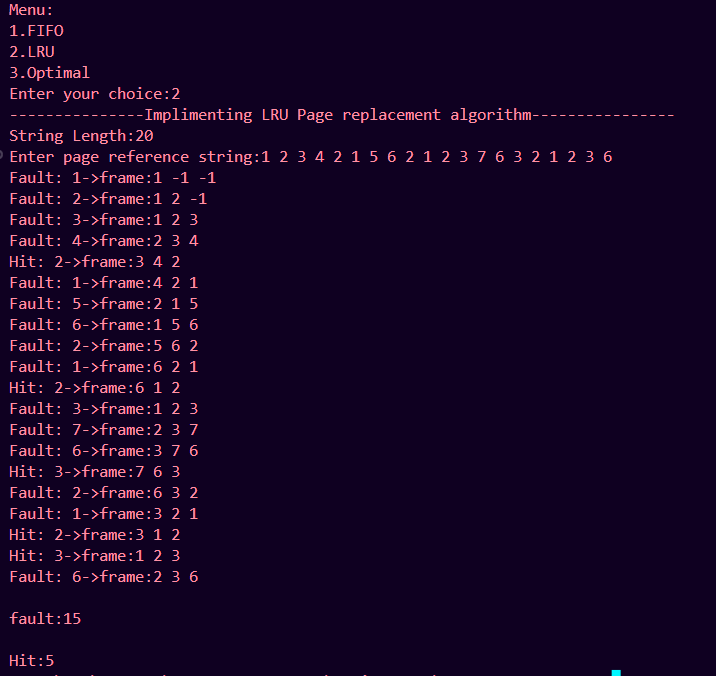 Menu:
1.FIFO
2.LRU
3.Optimal
Enter your choice:2
---------------Implimenting LRU Page replacement algorithm----------------
String Length:20
Enter page reference string:1 2 3 4 2 1 5 6 2 1 2 3 7 6 3 2 1 2 3 6
Fault: 1->frame:1 -1 -1
Fault: 2->frame:1 2 -1
Fault: 3->frame:1 2 3
Fault: 4->frame:2 3 4
Hit: 2->frame:3 4 2
Fault: 1->frame:4 2 1
Fault: 5->frame:2 1 5
Fault: 6->frame:1 5 6
Fault: 2->frame:5 6 2
Fault: 1->frame:6 2 1
Hit: 2->frame:6 1 2
Fault: 3->frame:1 2 3
Fault: 7->frame:2 3 7
Fault: 6->frame:3 7 6
Hit: 3->frame:7 6 3
Fault: 2->frame:6 3 2
Fault: 1->frame:3 2 1
Hit: 2->frame:3 1 2
Hit: 3->frame:1 2 3
Fault: 6->frame:2 3 6
fault:15
Hit:5